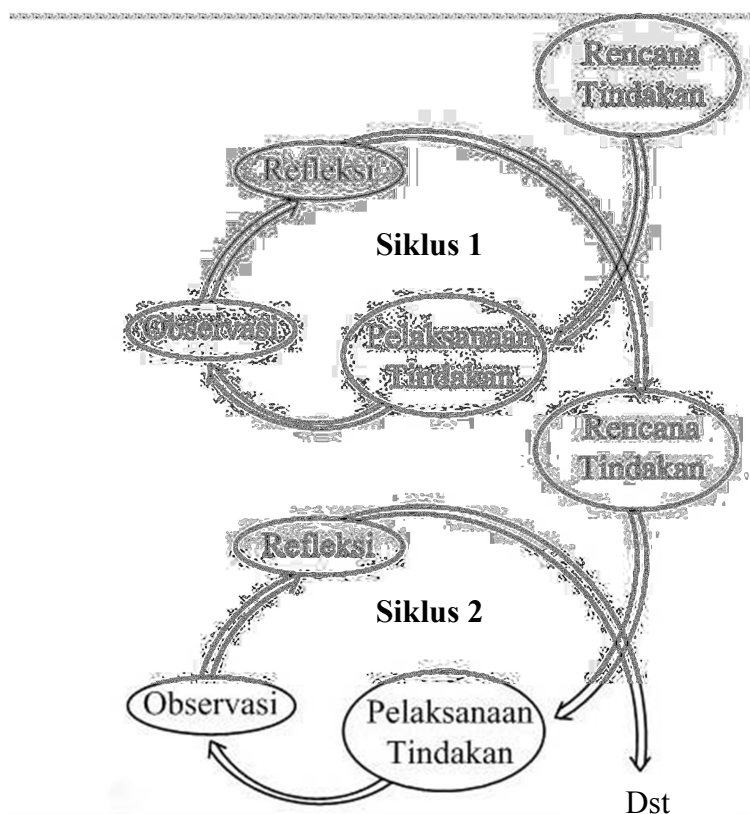 Rencana
Tindakan
Refleksi
Siklus 1
Observasi
Pelaksanaan
Tindakan
Rencana
Tindakan
Refleksi
Siklus 2
Observasi
Pelaksanaan
Tindakan
Dst